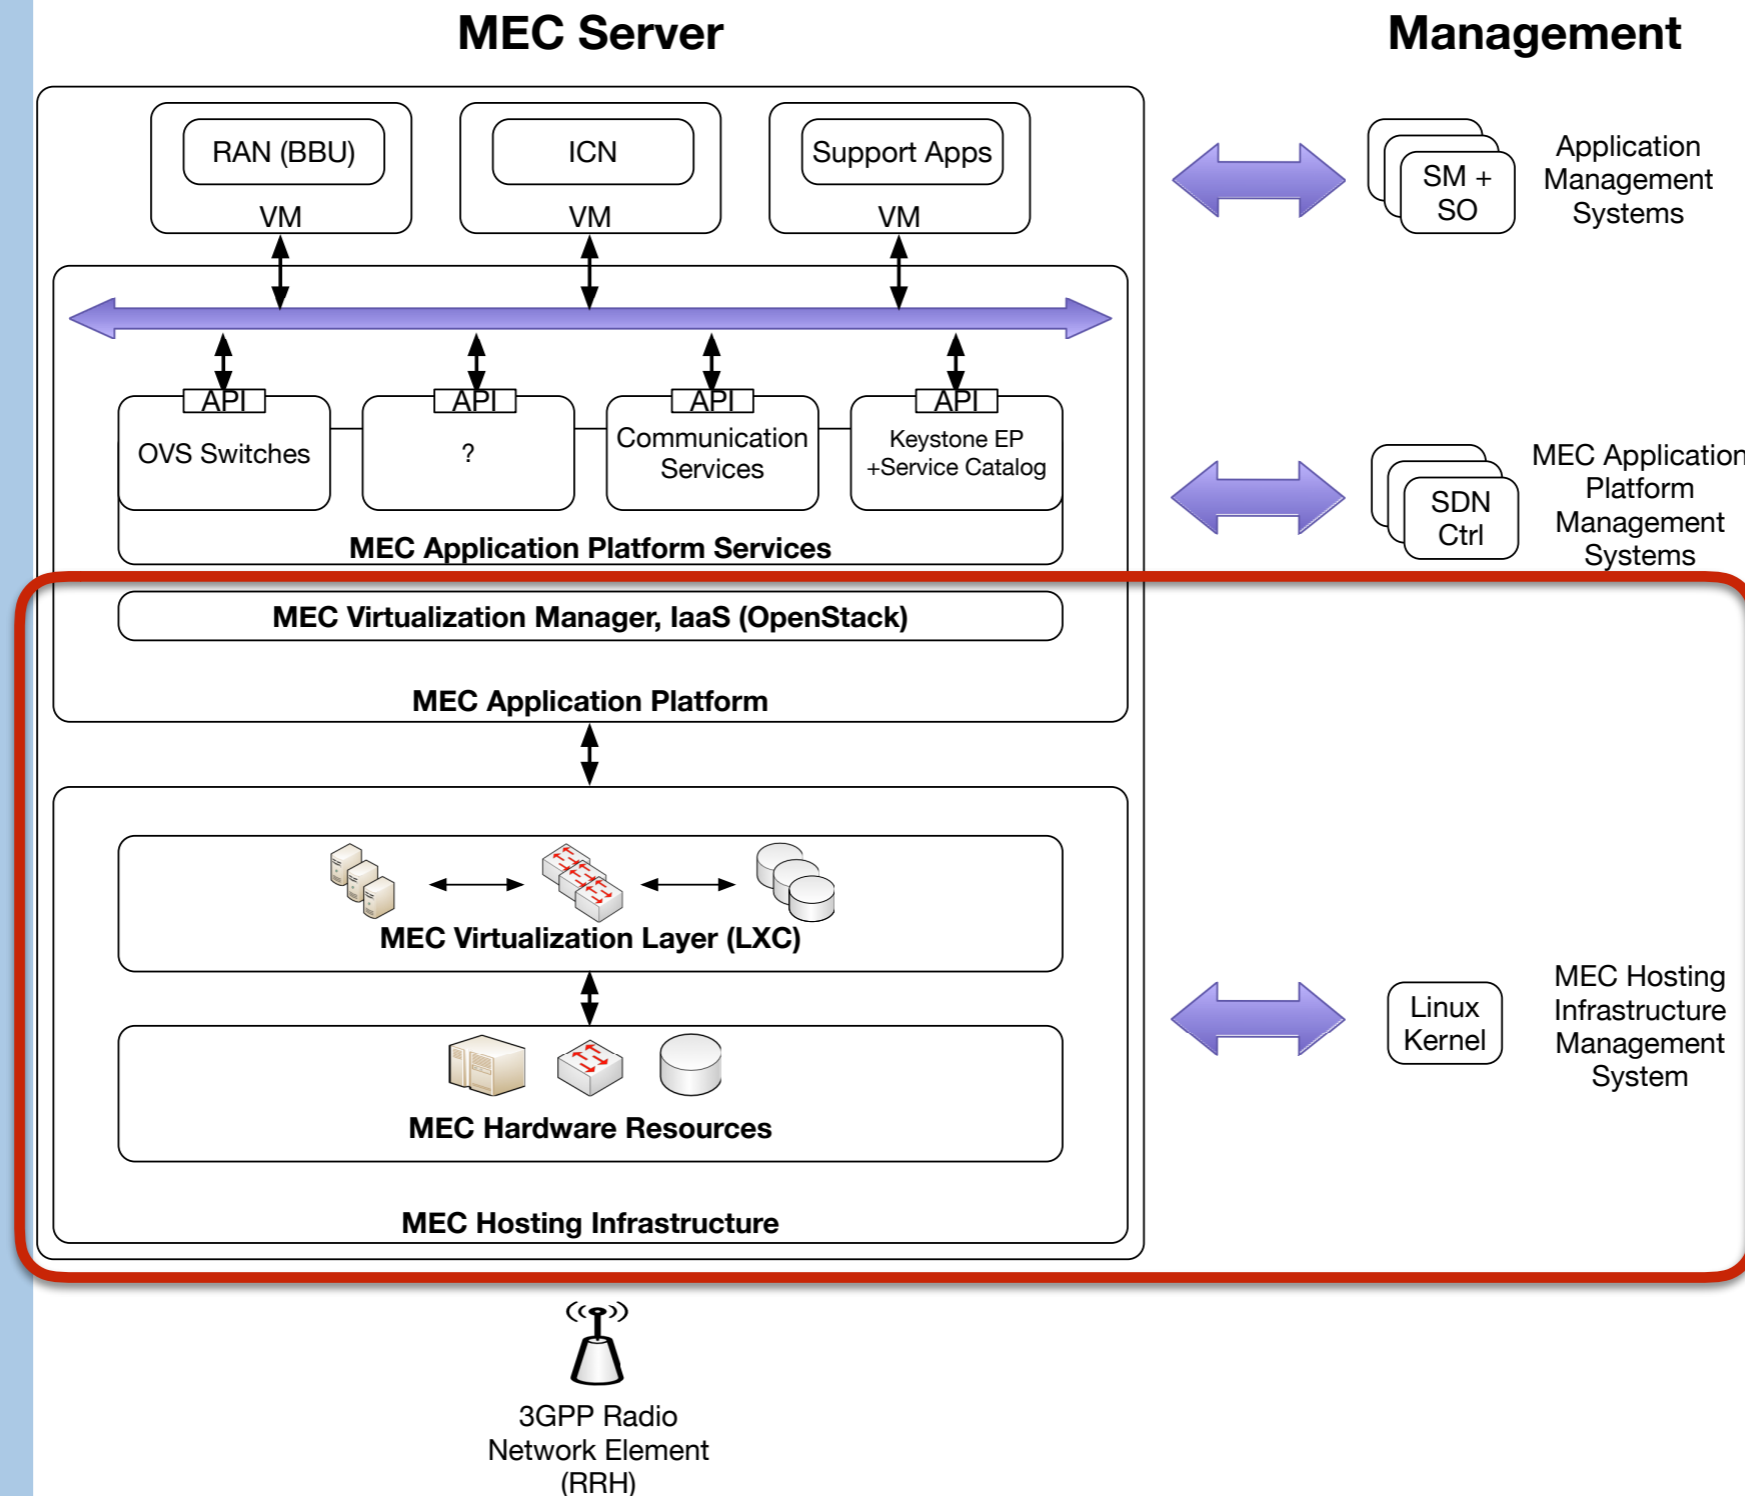 MEC Server
Management
RAN (BBU)
VM
ICN
VM
Support Apps
VM
SM +
SO
Application
Management
Systems
API
OVS Switches
API
?
API
Communication
Services
API
Keystone EP
+Service Catalog
MEC Application Platform Services
SDN
Ctrl
MEC Application
Platform
Management
Systems
MEC Virtualization Manager, IaaS (OpenStack)
MEC Application Platform
MEC Virtualization Layer (LXC)
MEC Hardware Resources
MEC Hosting Infrastructure
Linux
Kernel
MEC Hosting
Infrastructure
Management
System
3GPP Radio
Network Element
(RRH)